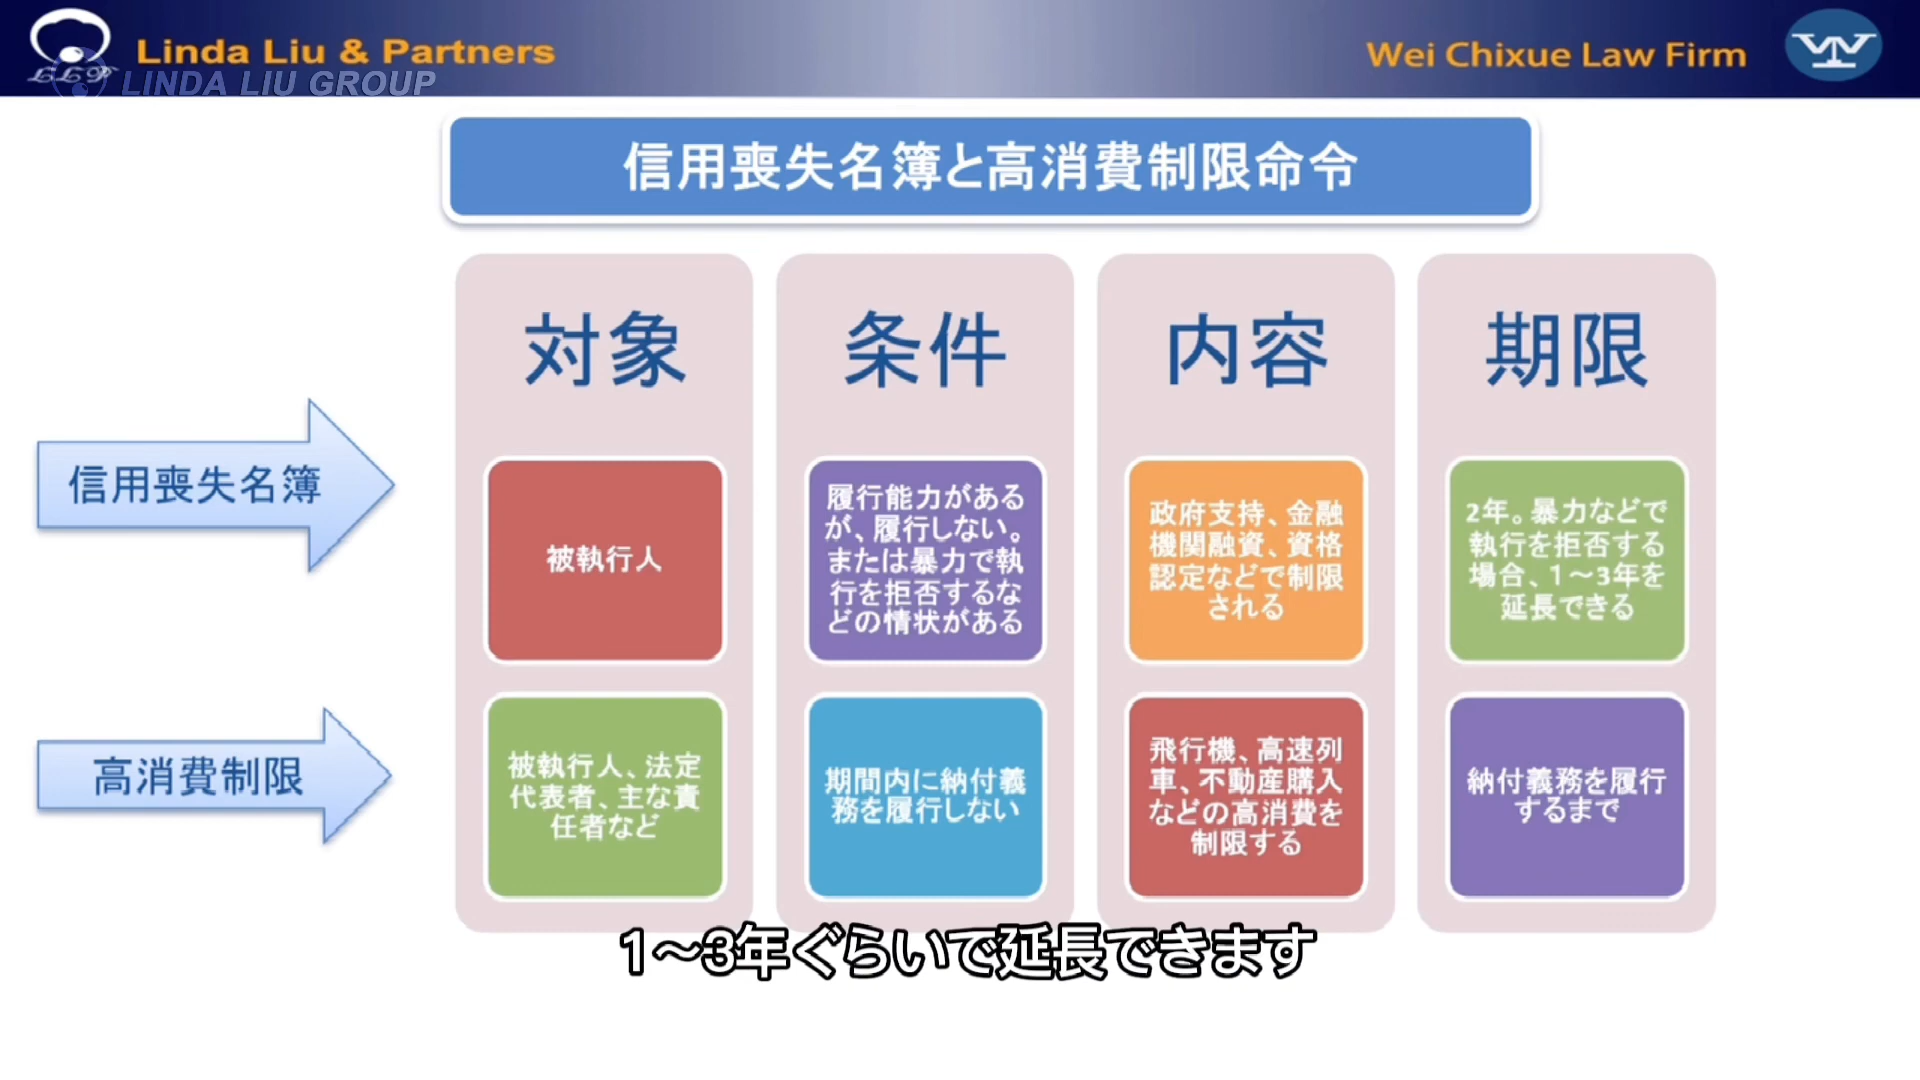 Linda Liu & Partners
LLP
LINDA LIU GROUP
Wei Chixue Law Firm
信用喪失名簿と高消費制限命令
対象
条件
内容
期限
信用喪失名簿
被執行人
履行能力がある
が、履行しない。
または暴力で執
行を拒否するな
どの情状がある
政府支持、金融
機関融資、資格
認定などで制限
される
2年。暴力などで
執行を拒否する
場合、1～3年を
延長できる
高消費制限
被執行人、法定
代表者、主な責
任者など
期間内に納付義
務を履行しない
飛行機、高速列
車、不動産購入
などの高消費を
制限する
納付義務を履行
するまで
1～3年ぐらいで延長できます